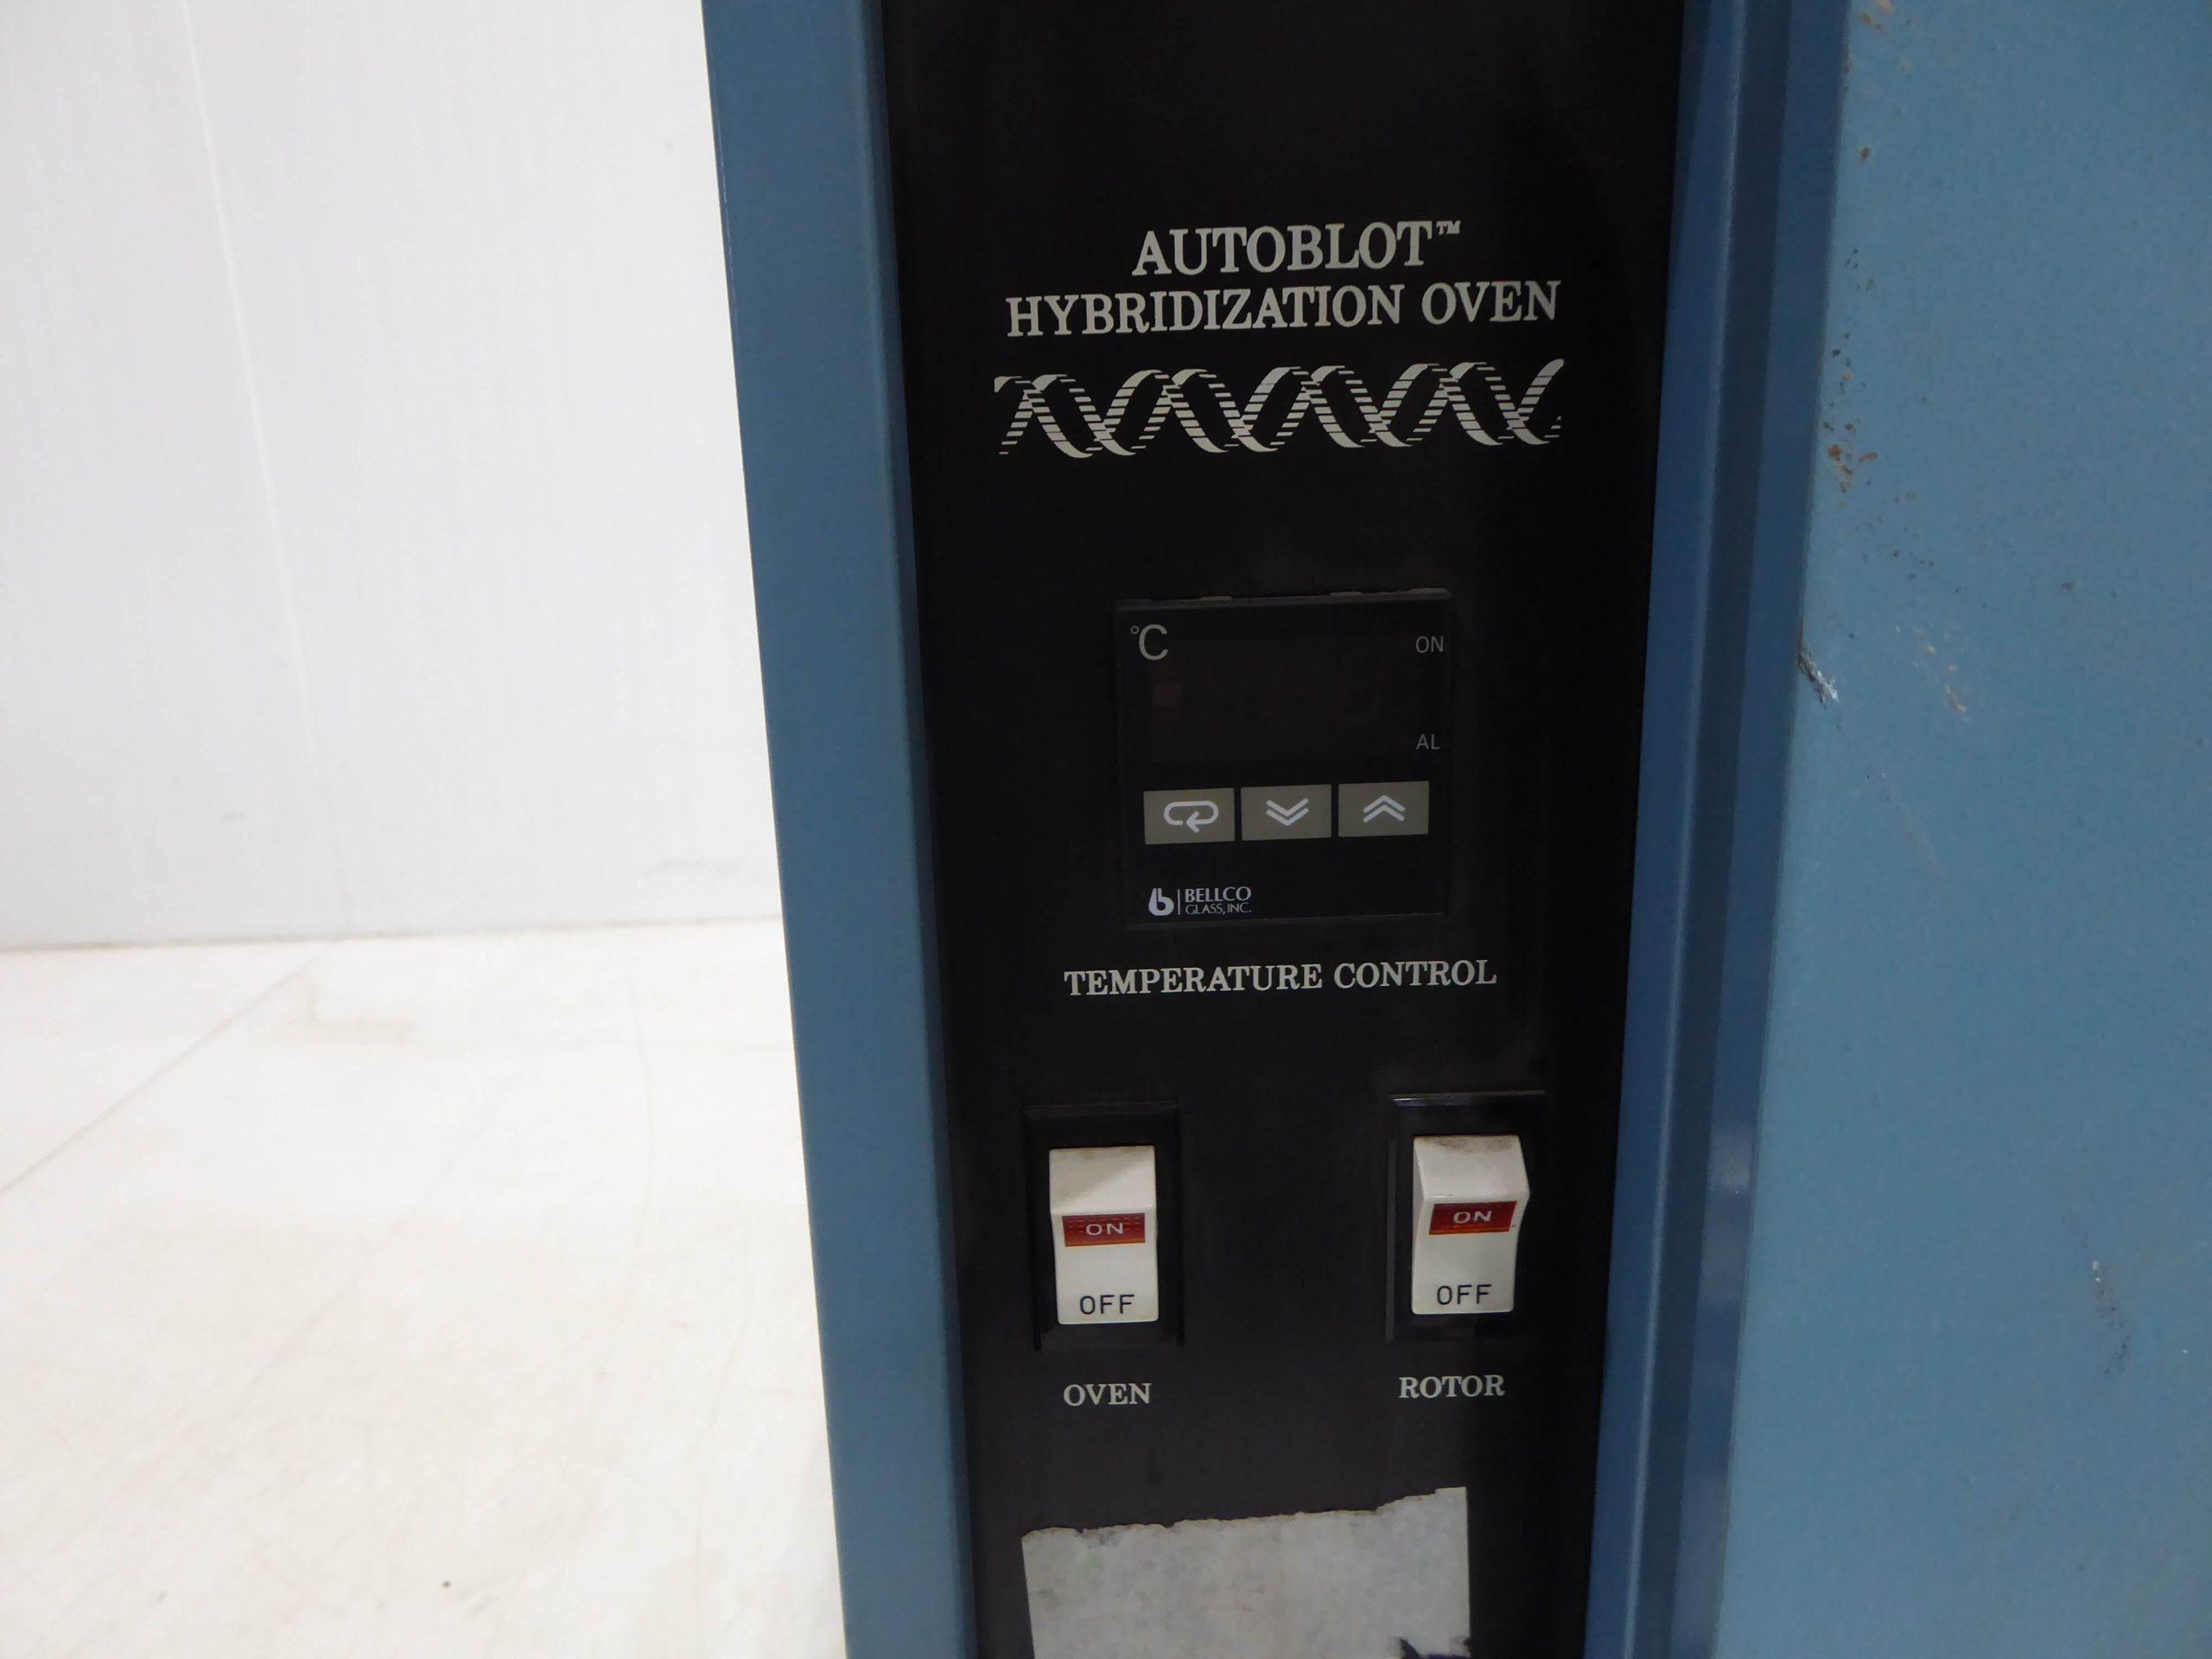 AUTOBLOT™
HYBRIDIZATION OVEN
°C
ON
AL
BELLCO
GLASS, INC.
TEMPERATURE CONTROL
ON
OFF
ON
OFF
OVEN
ROTOR